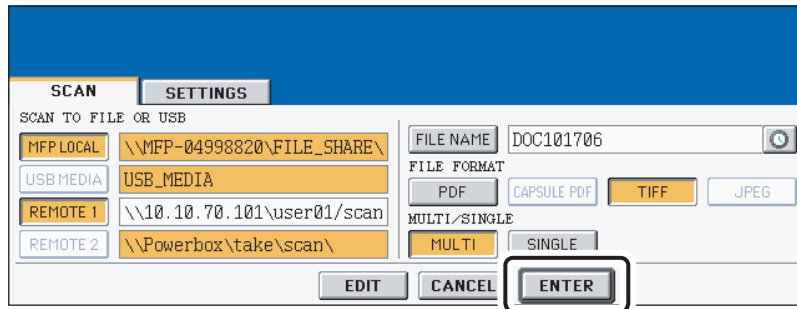 SCAN SETTINGS
SCAN TO FILE OR USB
MFP LOCAL \\MFP-04998820\FILE_SHARE\
USB MEDIA USB_MEDIA
REMOTE 1 \\10.10.70.101\user01/scan
REMOTE 2 \\Powerbox\take\scan\
FILE NAME DOC101706
FILE FORMAT
PDF CAPSULE PDF TIFF JPEG
MULTI/SINGLE
MULTI SINGLE
EDIT CANCEL ENTER